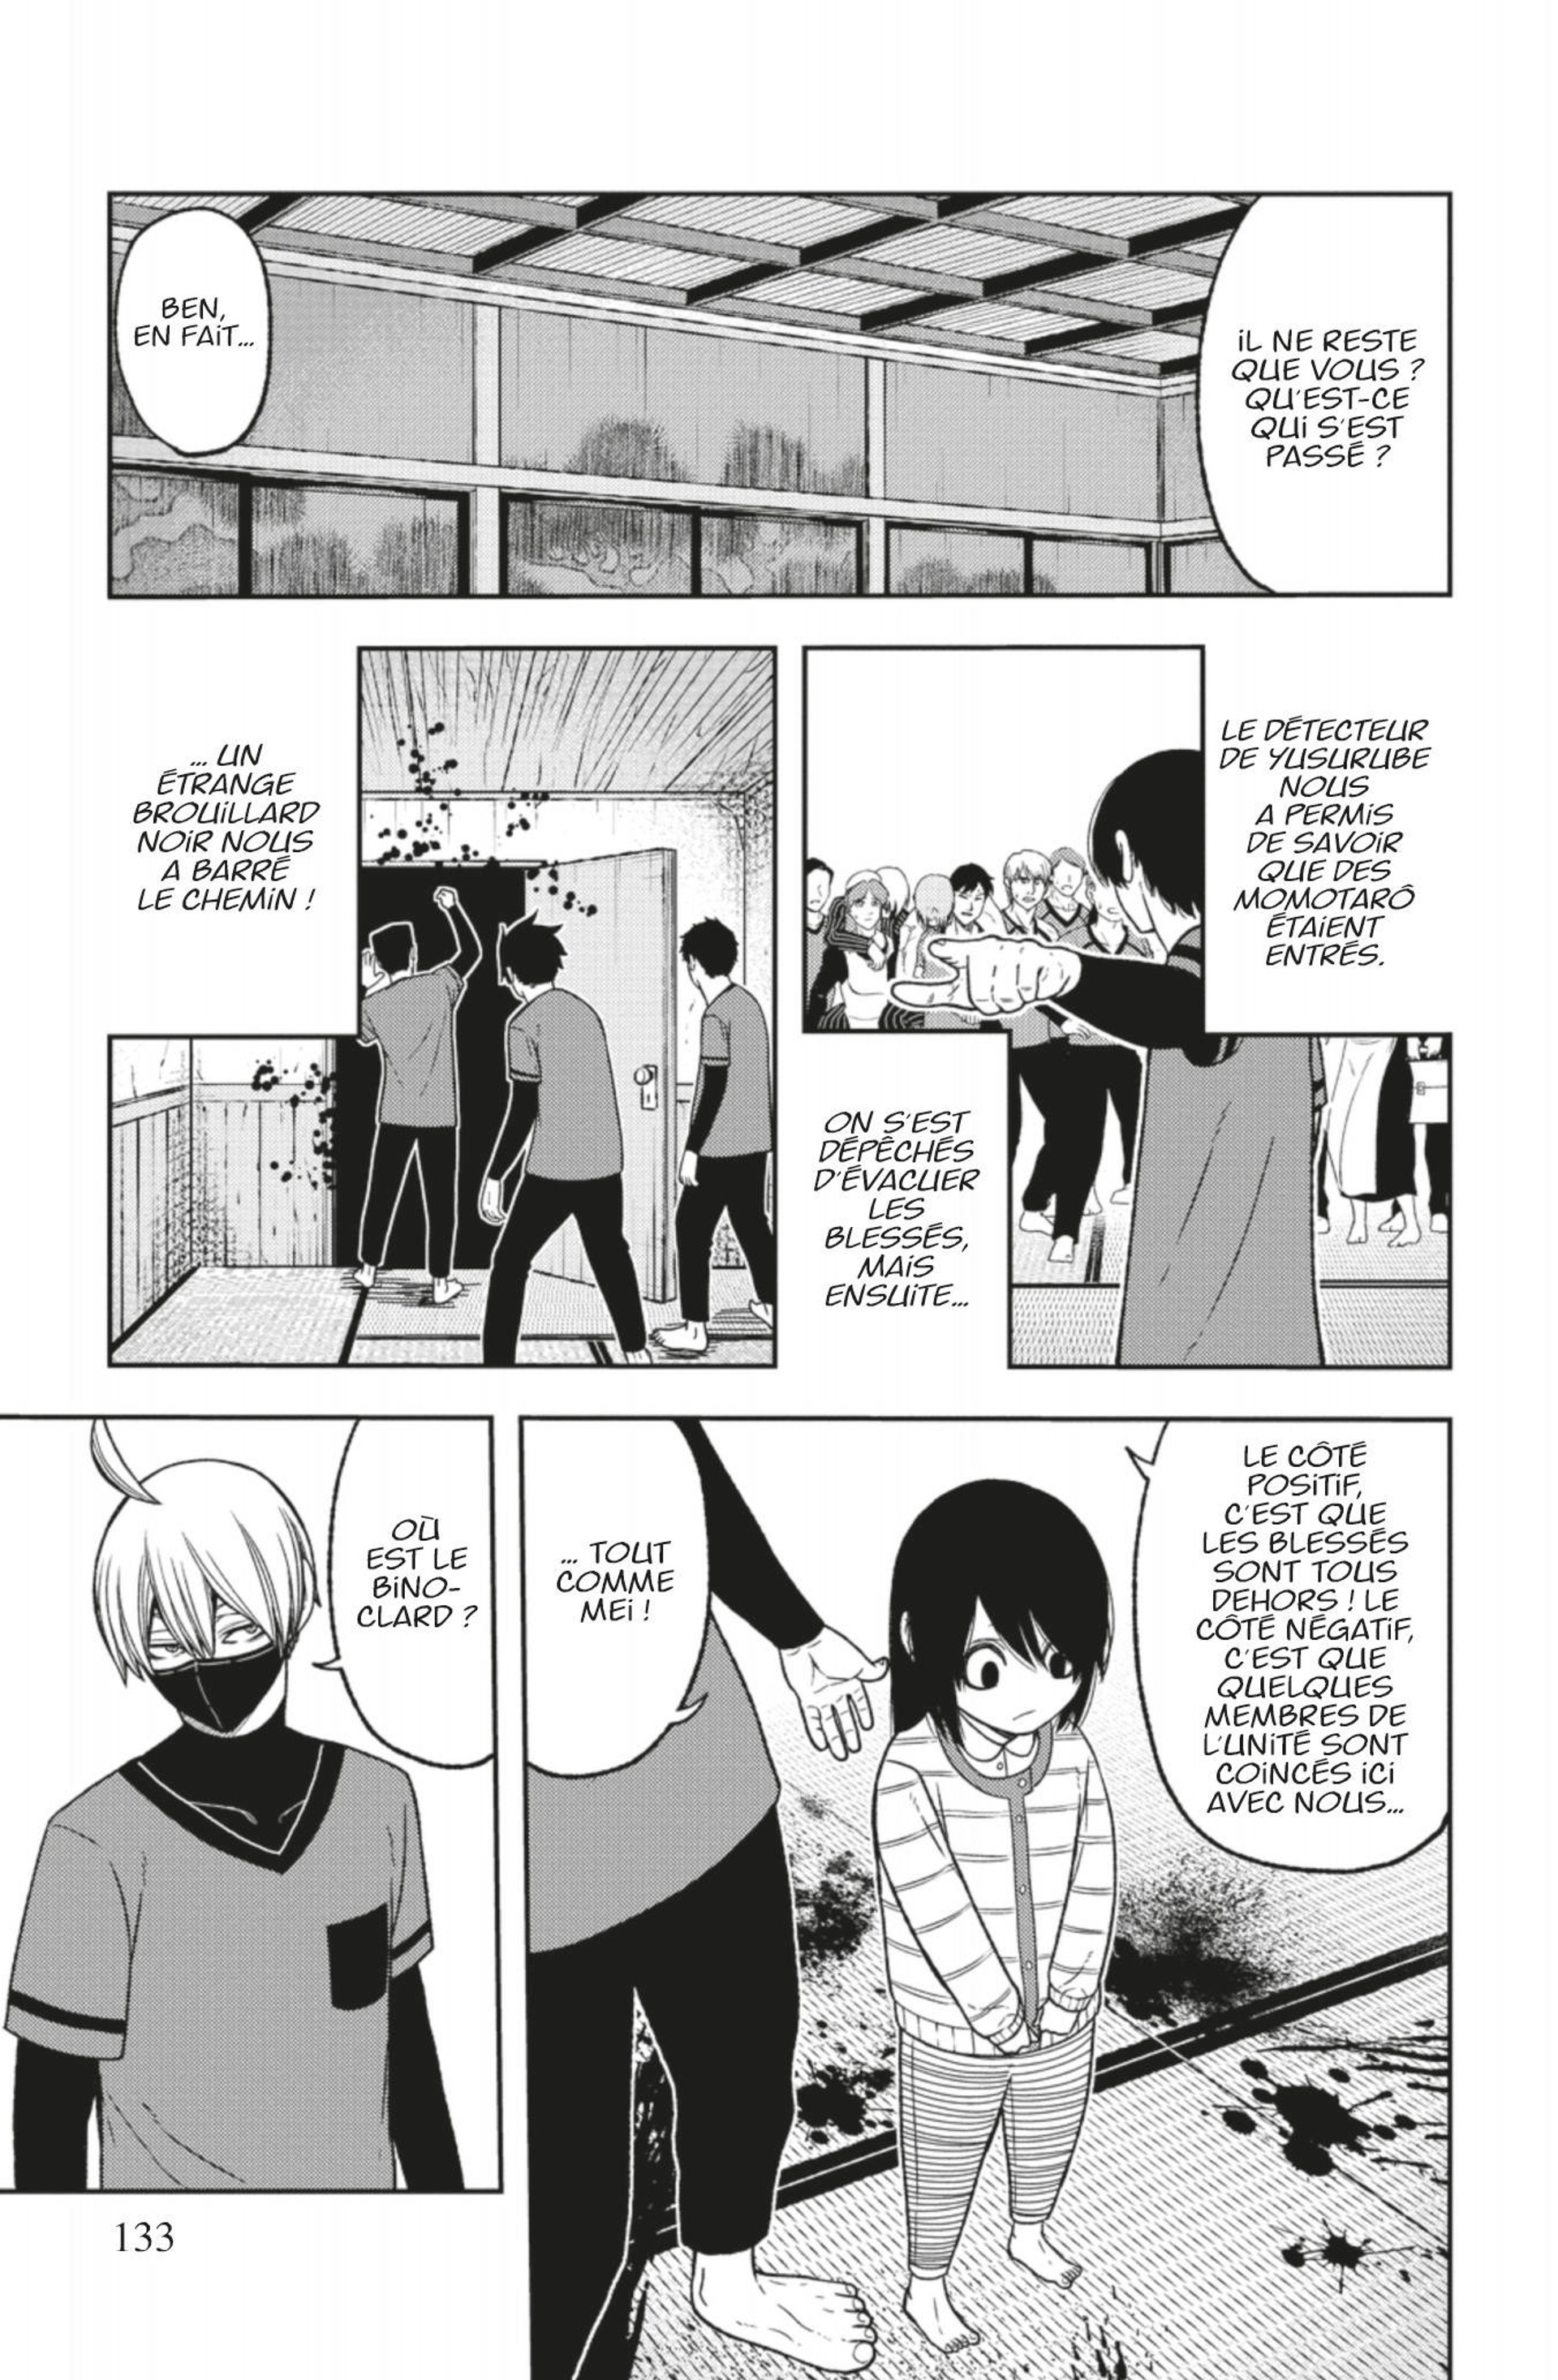 iL NE RESTE
QUE VOUS ?
QU'EST-CE
QUi S'EST
PASSÉ ?
BEN,
EN FAiT...
LE DÉTECTEUR
DE YUSURUBE
NOUS
A PERMiS
DE SAVOiR
QUE DES
MOMOTARÔ
ÉTAiENT
ENTRÉS.
ON S'EST
DÉPÊCHÉS
D'ÉVACUER
LES
BLESSÉS,
MAiS
ENSUiTE...
... UN
ÉTRANGE
BROUiLLARD
NOiR NOUS
A BARRÉ
LE CHEMiN !
LE CÔTÉ
POSiTiF,
C'EST QUE
LES BLESSÉS
SONT TOUS
DEHORS ! LE
CÔTÉ NÉGATiF,
C'EST QUE
QUELQUES
MEMBRES DE
L'UNiTÉ SONT
COiNCÉS iCi
AVEC NOUS...
... TOUT
COMME
MEi !
OÙ
EST LE
BiNO-
CLARD ?
133